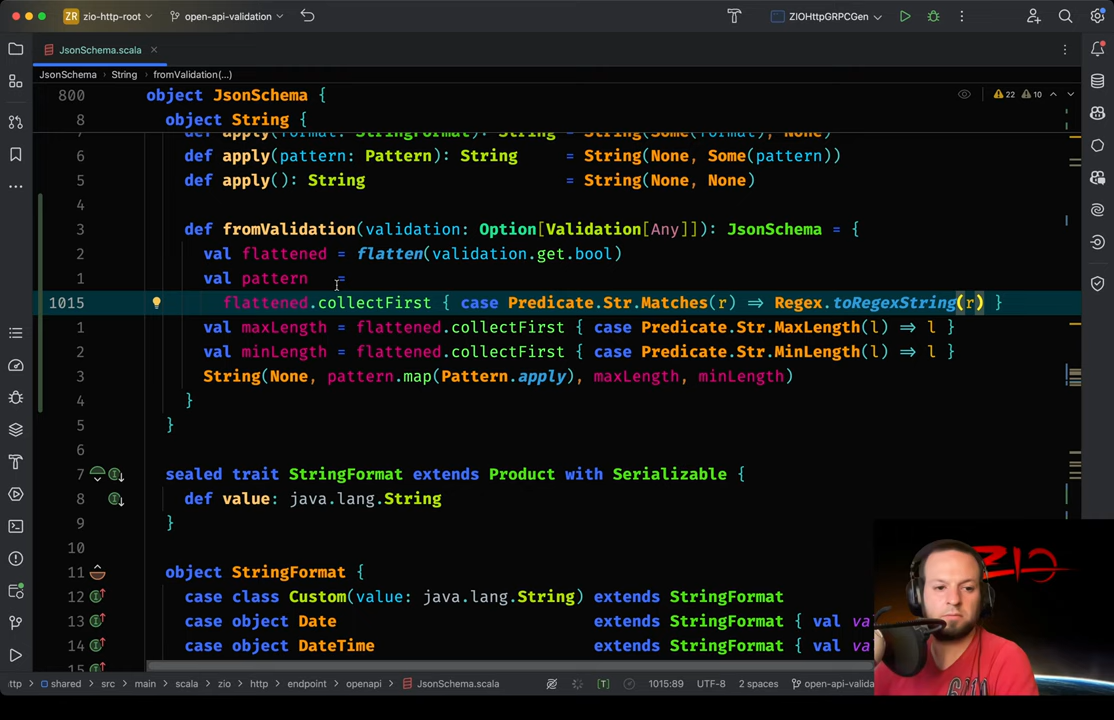 ZR zip-http-root open-api-validation ZIOHttpGRPCGen
JsonSchema.scala
JsonSchema String fromValidation(...) 
800 object JsonSchema { 22 10
8 object String {
6 def apply(pattern: Pattern): String = String(None, Some(pattern))
5 def apply(): String = String(None, None)
4
3 def fromValidation(validation: Option[Validation[Any]]): JsonSchema = {
2 val flattened = flatten(validation.get.bool)
1 val pattern =
1015 flattened.collectFirst { case Predicate.Str.Matches(r) ⇒ Regex.toRegexString(r) }
1 val maxLength = flattened.collectFirst { case Predicate.Str.MaxLength(l) ⇒ l }
2 val minLength = flattened.collectFirst { case Predicate.Str.MinLength(l) ⇒ l }
3 String(None, pattern.map(Pattern.apply), maxLength, minLength)
4 }
5 }
6
7 sealed trait StringFormat extends Product with Serializable {
8 def value: java.lang.String
9 }
10
11 object StringFormat {
12 case class Custom(value: java.lang.String) extends StringFormat
13 case object Date extends StringFormat { val va
14 case object DateTime extends StringFormat { val va
15
ZIO
ttp shared src main scala zio http endpoint openapi JsonSchema.scala 1015:89 UTF-8 2 spaces open-api-valida